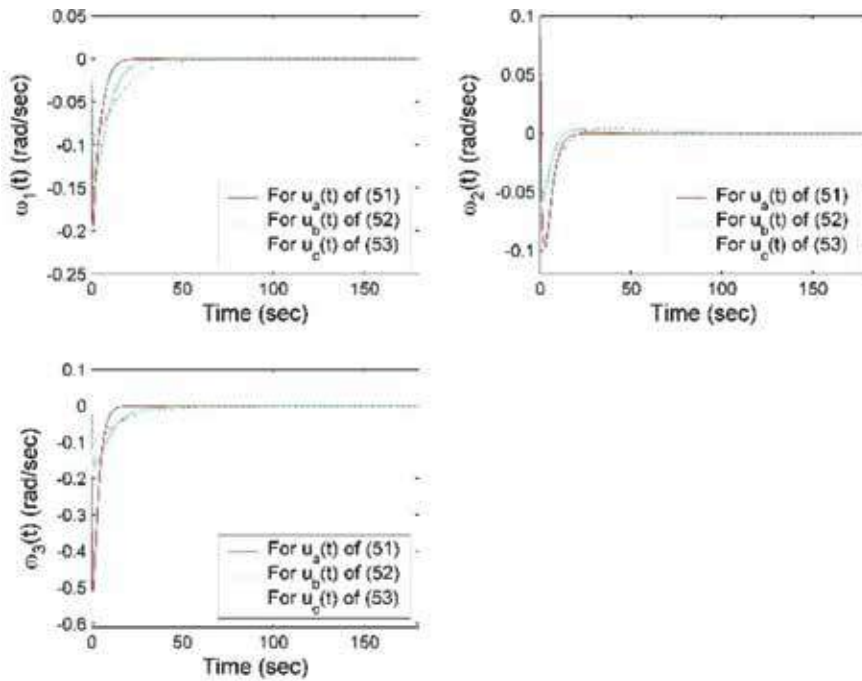 0.05
0
-0.05
-0.1
-0.15
-0.2
-0.25
ω1(t) (rad/sec)
For ua(t) of (51)
For ub(t) of (52)
For uc(t) of (53)
0 50 100 150
Time (sec)
0.1
0.05
0
-0.05
-0.1
ω2(t) (rad/sec)
For ua(t) of (51)
For ub(t) of (52)
For uc(t) of (53)
0 50 100 150
Time (sec)
0.1
0
-0.1
-0.2
-0.3
-0.4
-0.5
-0.6
ω3(t) (rad/sec)
For ua(t) of (51)
For ub(t) of (52)
For uc(t) of (53)
0 50 100 150
Time (sec)